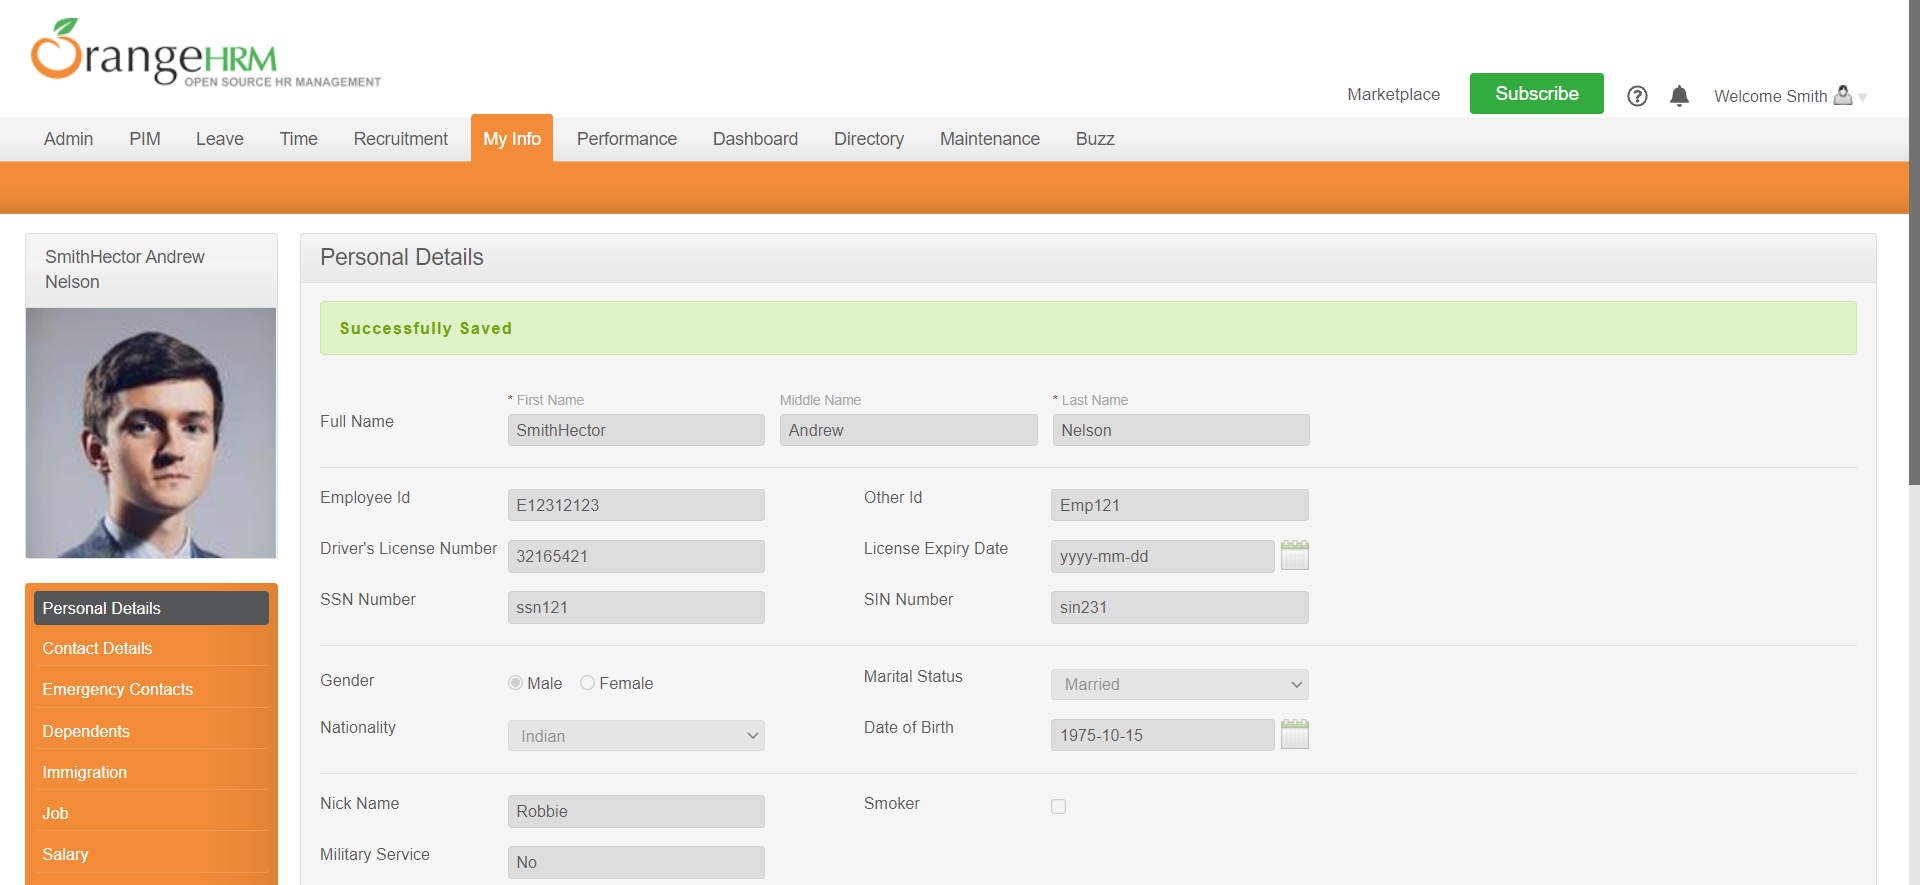 OrangeHRM
OPEN SOURCE HR MANAGEMENT
Marketplace
Subscribe
Welcome Smith
Admin
PIM
Leave
Time
Recruitment
My Info
Performance
Dashboard
Directory
Maintenance
Buzz
SmithHector Andrew
Nelson
Personal Details
Contact Details
Emergency Contacts
Dependents
Immigration
Job
Salary
Personal Details
Successfully Saved
Full Name
* First Name
SmithHector
Middle Name
Andrew
* Last Name
Nelson
Employee Id
E12312123
Other Id
Emp121
Driver's License Number
32165421
License Expiry Date
yyyy-mm-dd
SSN Number
ssn121
SIN Number
sin231
Gender
Male
Female
Marital Status
Married
Nationality
Indian
Date of Birth
1975-10-15
Nick Name
Robbie
Smoker
Military Service
No